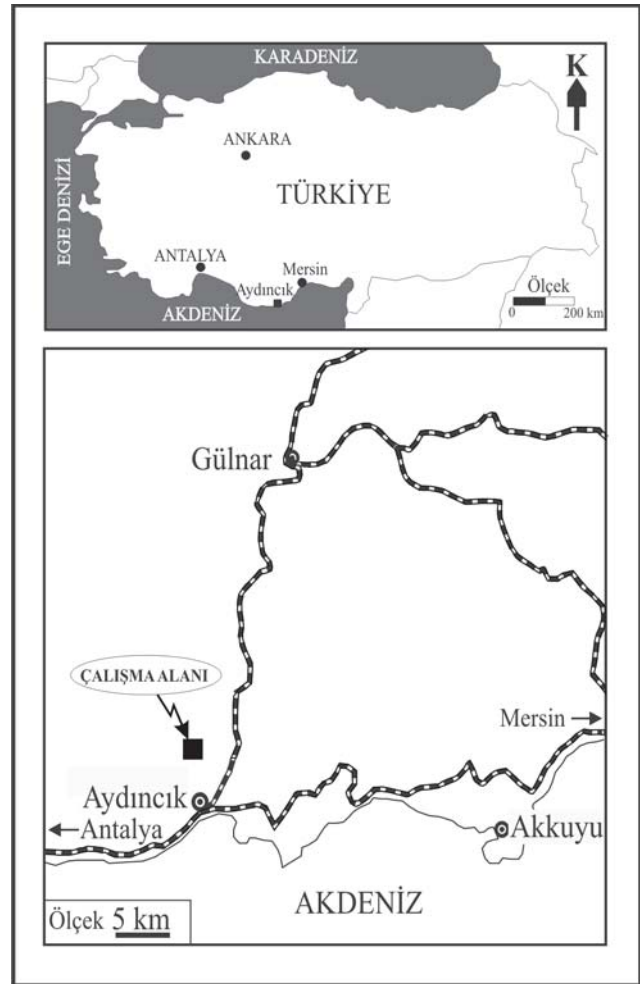 KARADENİZ
K
ANKARA
EGE DENİZİ
TÜRKİYE
ANTALYA
Mersin
Aydıncık
Ölçek
0 200 km
AKDENİZ
Gülnar
ÇALIŞMA ALANI
Mersin
Aydıncık
Antalya
Akkuyu
AKDENİZ
Ölçek 5 km